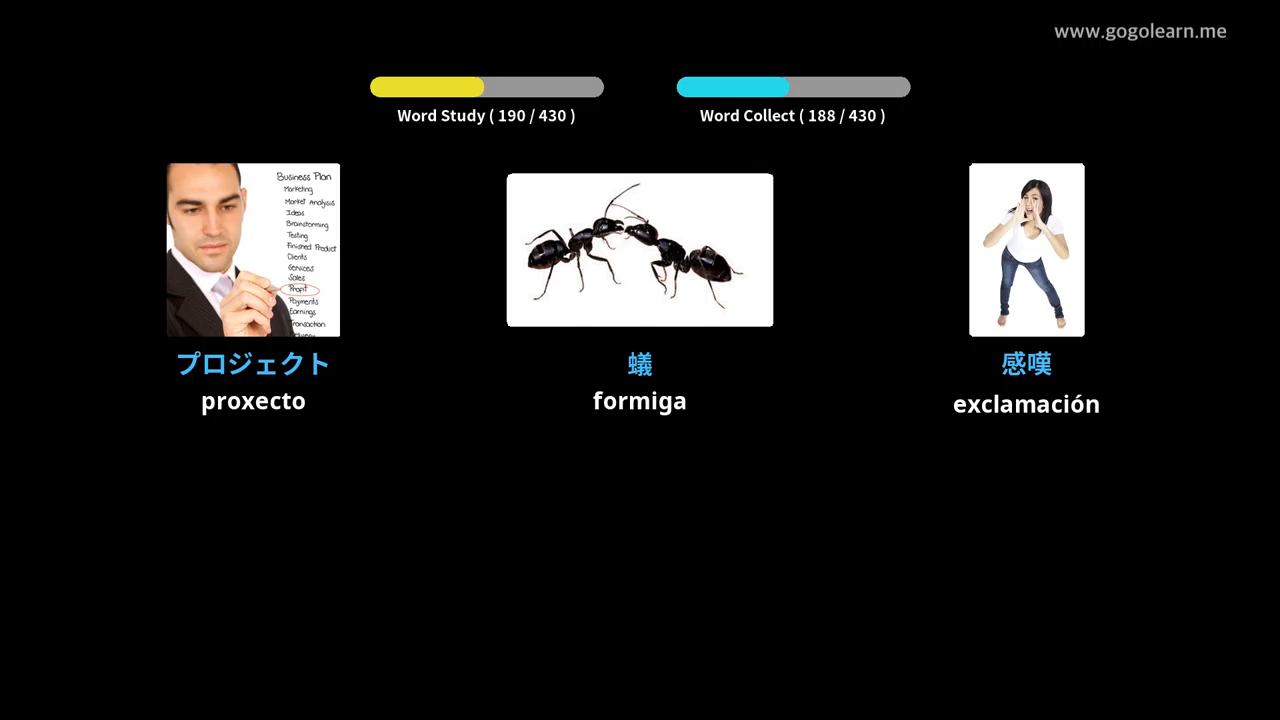 www.gogolearn.me
Word Study ( 190 / 430 )
Word Collect ( 188 / 430 )
Business Plan
Marketing
Market Analysis
Ideas
Brainstorming
Testing
Finished Product
Clients
Services
Sales
Profit
Payments
Earnings
Transaction
プロジェクト
蟻
感嘆
proxecto
formiga
exclamación